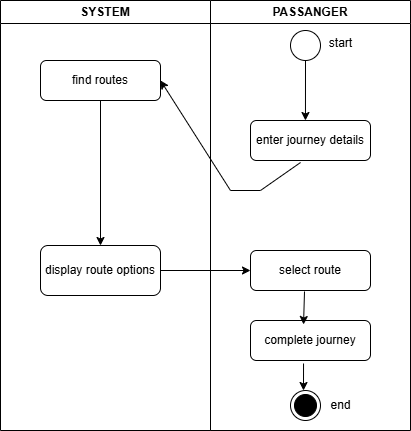 SYSTEM
PASSANGER
start
find routes
enter journey details
display route options
select route
complete journey
end